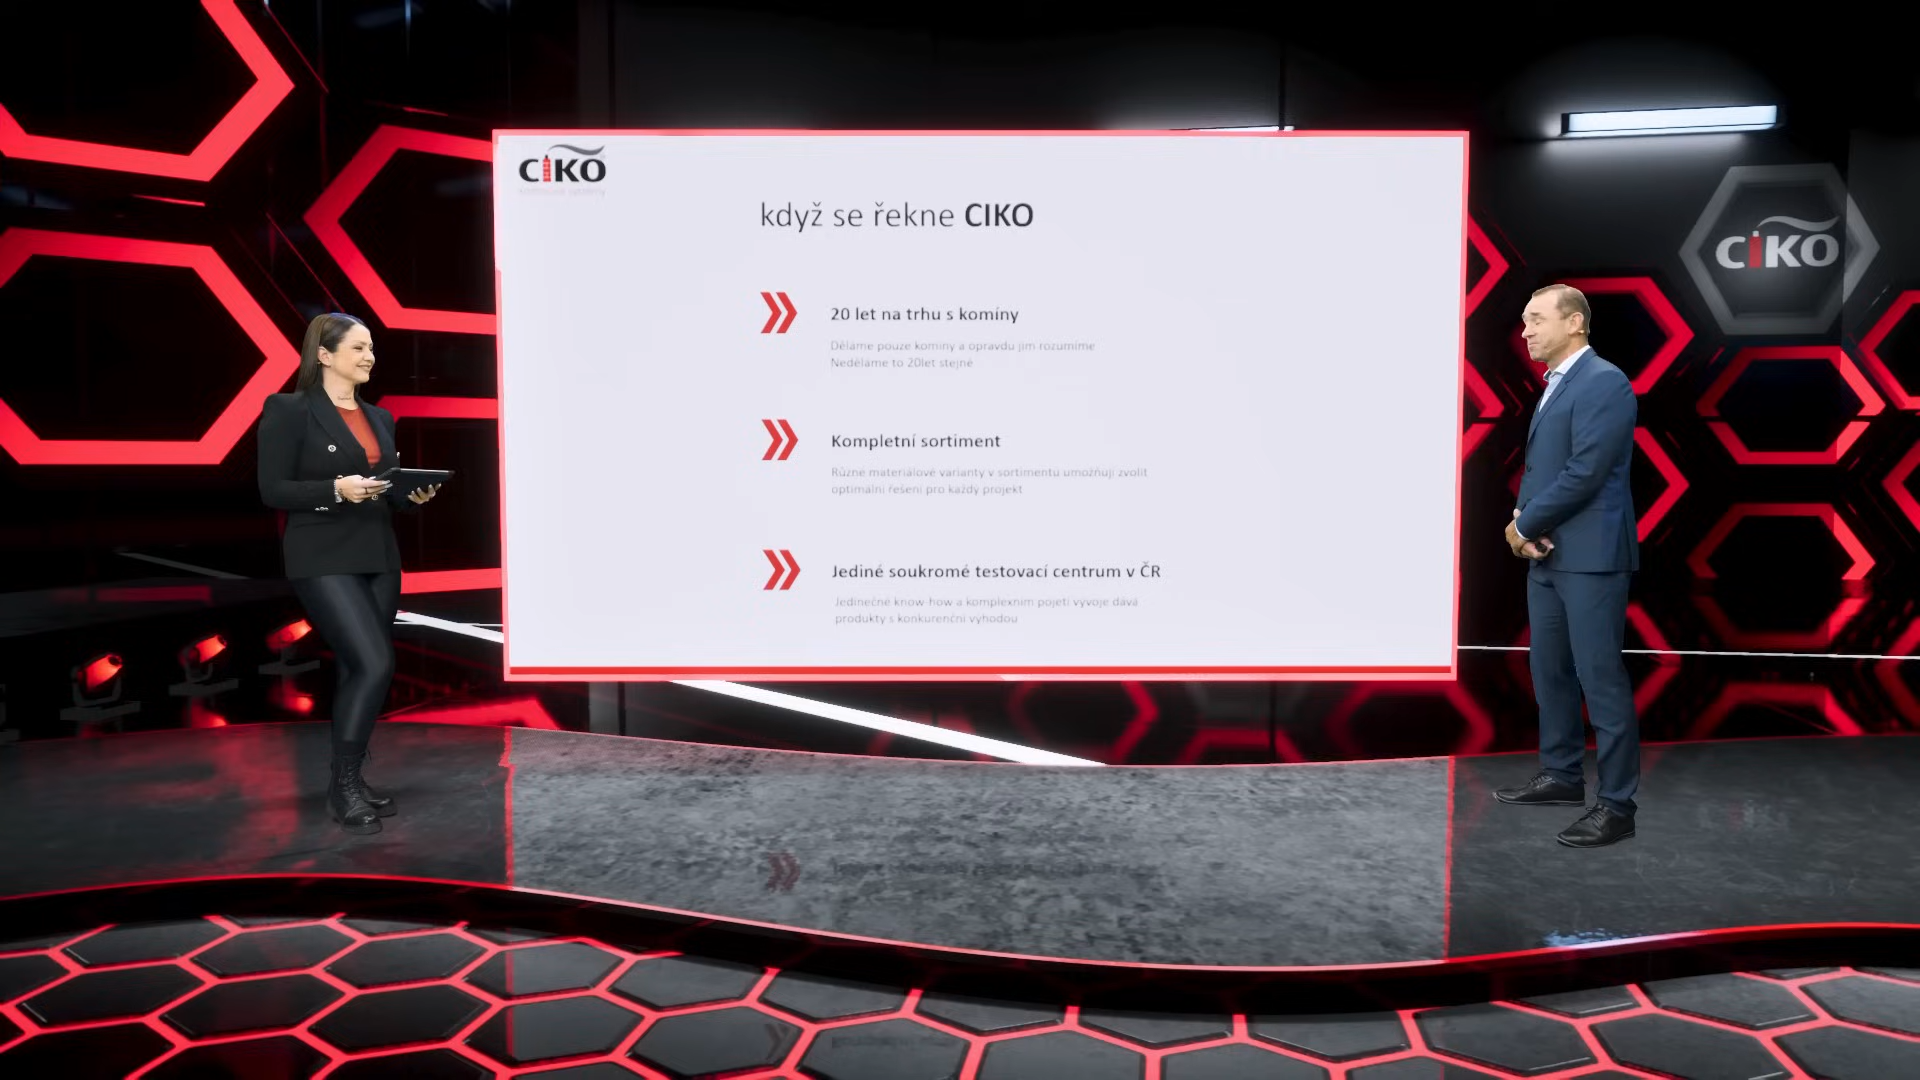 CIKO
když se řekne CIKO
20 let na trhu s komíny
Děláme pouze komíny a opravdu jim rozumíme
Neděláme to 20let stejně
Kompletní sortiment
Různé materiálové varianty v sortimentu umožňují zvolit
optimální řešení pro každý projekt
Jediné soukromé testovací centrum v ČR
Jedinečné know-how a komplexním pojetí vývoje dává
produkty s konkurenční výhodou
CIKO